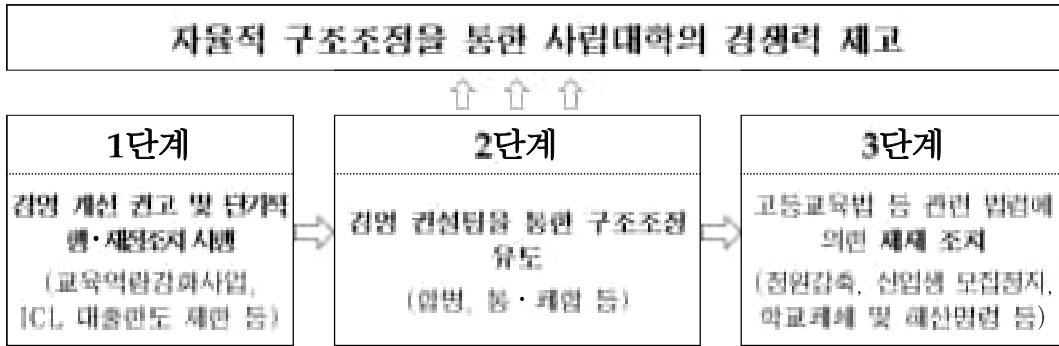 자율적 구조조정을 통한 사립대학의 경쟁력 제고
1단계
경영 개선 권고 및 단기적
행·재정조치 시행
(교육역량강화사업,
ICL 대출한도 제한 등)
2단계
경영 컨설팅을 통한 구조조정
유도
(합병, 통·폐합 등)
3단계
고등교육법 등 관련 법령에
의한 제재 조치
(정원감축, 신입생 모집정지,
학교폐쇄 및 해산명령 등)